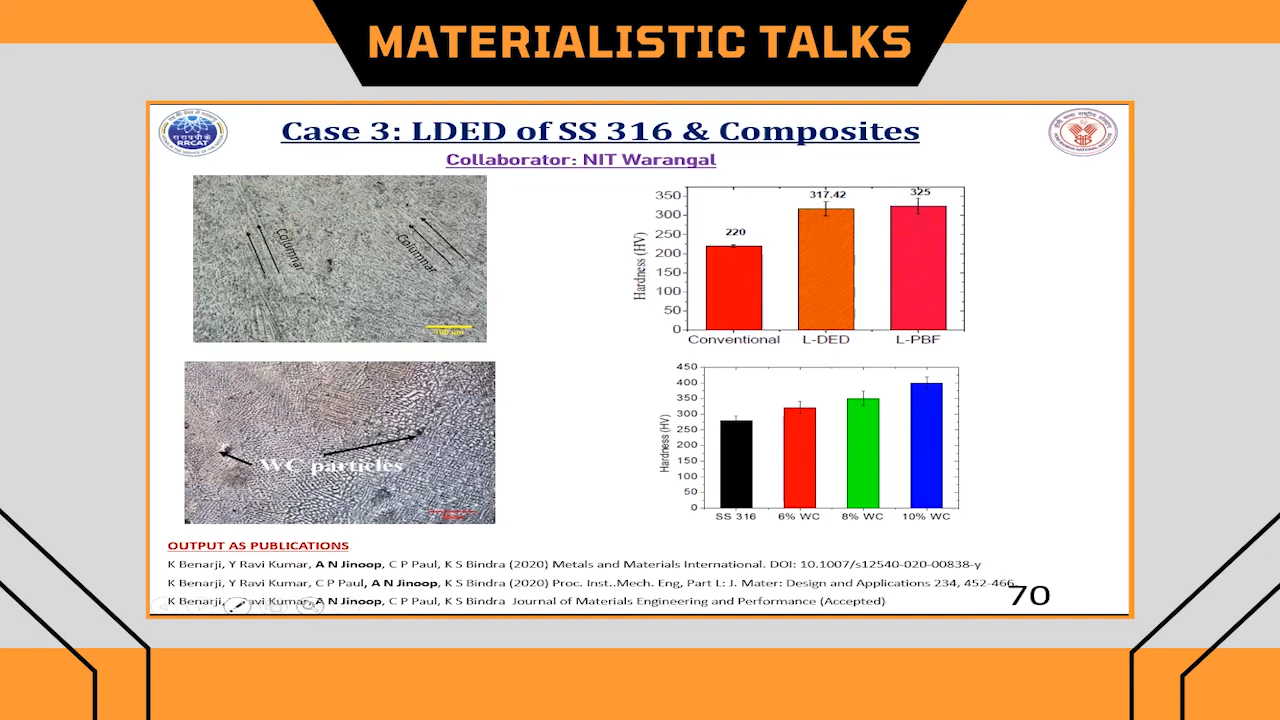 MATERIALISTIC TALKS
RRCAT
Case 3: LDED of SS 316 & Composites
Collaborator: NIT Warangal
Columnar
Columnar
WC particles
Hardness (HV)
350
300
250
200
150
100
50
0
220
317.42
325
Conventional L-DED L-PBF
Hardness (HV)
450
400
350
300
250
200
150
100
50
0
SS 316 6% WC 8% WC 10% WC
OUTPUT AS PUBLICATIONS
K Benarji, Y Ravi Kumar, A N Jinoop, C P Paul, K S Bindra (2020) Metals and Materials International. DOI: 10.1007/s12540-020-00838-y
K Benarji, Y Ravi Kumar, C P Paul, A N Jinoop, K S Bindra (2020) Proc. Inst..Mech. Eng, Part L: J. Mater: Design and Applications 234, 452-466.
K Benarji, Ravi Kumar, A N Jinoop, C P Paul, K S Bindra Journal of Materials Engineering and Performance (Accepted)
70